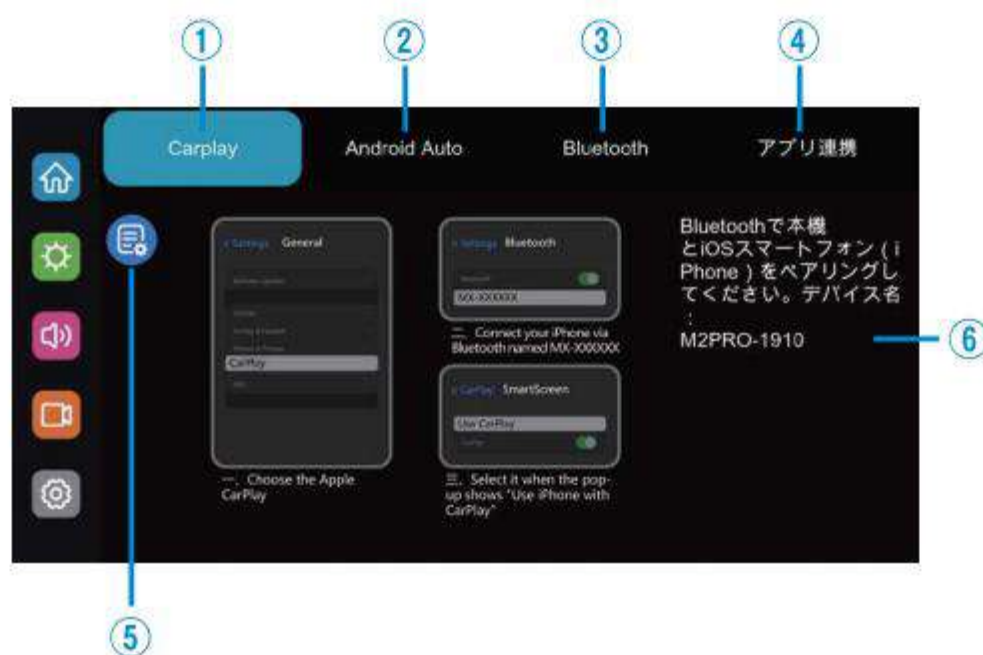 ① ② ③ ④
Carplay Android Auto Bluetooth アプリ連携
< Settings General
CarPlay
一、Choose the Apple
CarPlay
< Settings Bluetooth
Bluetooth
MX-XXXXXX
二、Connect your iPhone via
Bluetooth named MX-XXXXXX
< CarPlay SmartScreen
Use CarPlay
CarPlay
三、Select it when the pop-
up shows "Use iPhone with
CarPlay"
Bluetoothで本機
とiOSスマートフォン ( i
Phone ) をペアリングし
てください。デバイス名
:
M2PRO-1910
⑥
⑤